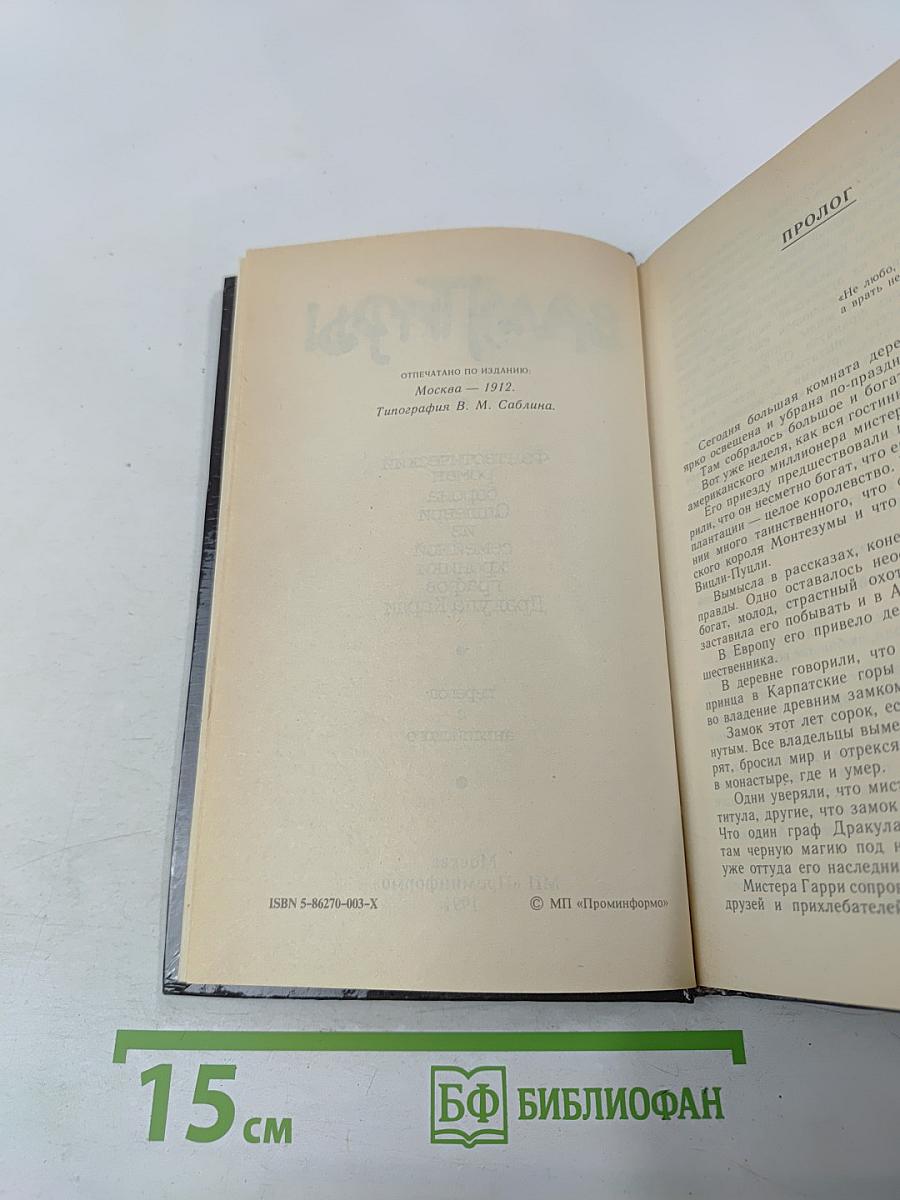 ОТПЕЧАТАНО ПО ИЗДАНИЮ:
Москва — 1912.
Типография В. М. Саблина.
ISBN 5-86270-003-X
© МП «Проминформо»
ПРОЛОГ
«Не любо,
а врать не
Сегодня большая комната дере
ярко освещена и убрана по-праздн
Там собралось большое и богат
Вот уже неделя, как вся гостини
американского миллионера мистер
Его приезду предшествовали
рили, что он несметно богат, что е
плантации — целое королевство.
нии много таинственного, что
ского короля Монтезумы и что
Вицли-Пуцли.
Вымысла в рассказах, коне
правды. Одно оставалось нео
богат, молод, страстный охот
заставила его побывать и в А
В Европу его привело де
шественника.
В деревне говорили, что
принца в Карпатские горы
во владение древним замком
Замок этот лет сорок, ес
нутым. Все владельцы выме
рят, бросил мир и отрекся
в монастыре, где и умер.
Одни уверяли, что мист
титула, другие, что замок
Что один граф Дракула
там черную магию под н
уже оттуда его наследни
Мистера Гарри сопро
друзей и прихлебателей
15 см
БФ БИБЛИОФАН